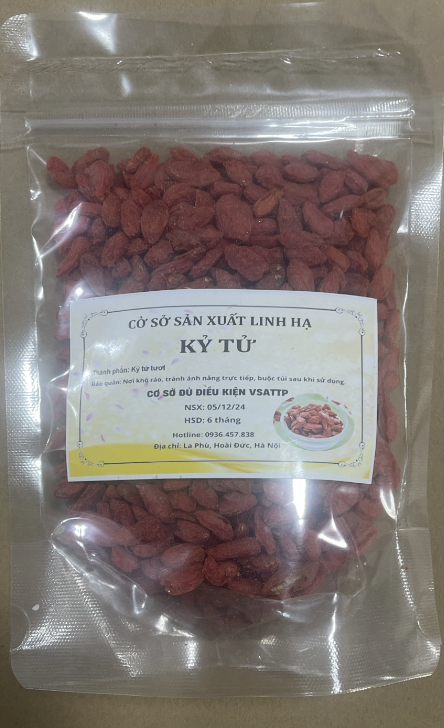 CỞ SỞ SẢN XUẤT LINH HẠ
KỶ TỬ
Thành phần: Kỷ tử tươi
Bảo quản: Nơi khô ráo, tránh ánh nắng trực tiếp, buộc túi sau khi sử dụng.
CƠ SỞ ĐỦ ĐIỀU KIỆN VSATTP
NSX: 05/12/24
HSD: 6 tháng
Hotline: 0936.457.838
Địa chỉ: La Phù, Hoài Đức, Hà Nội